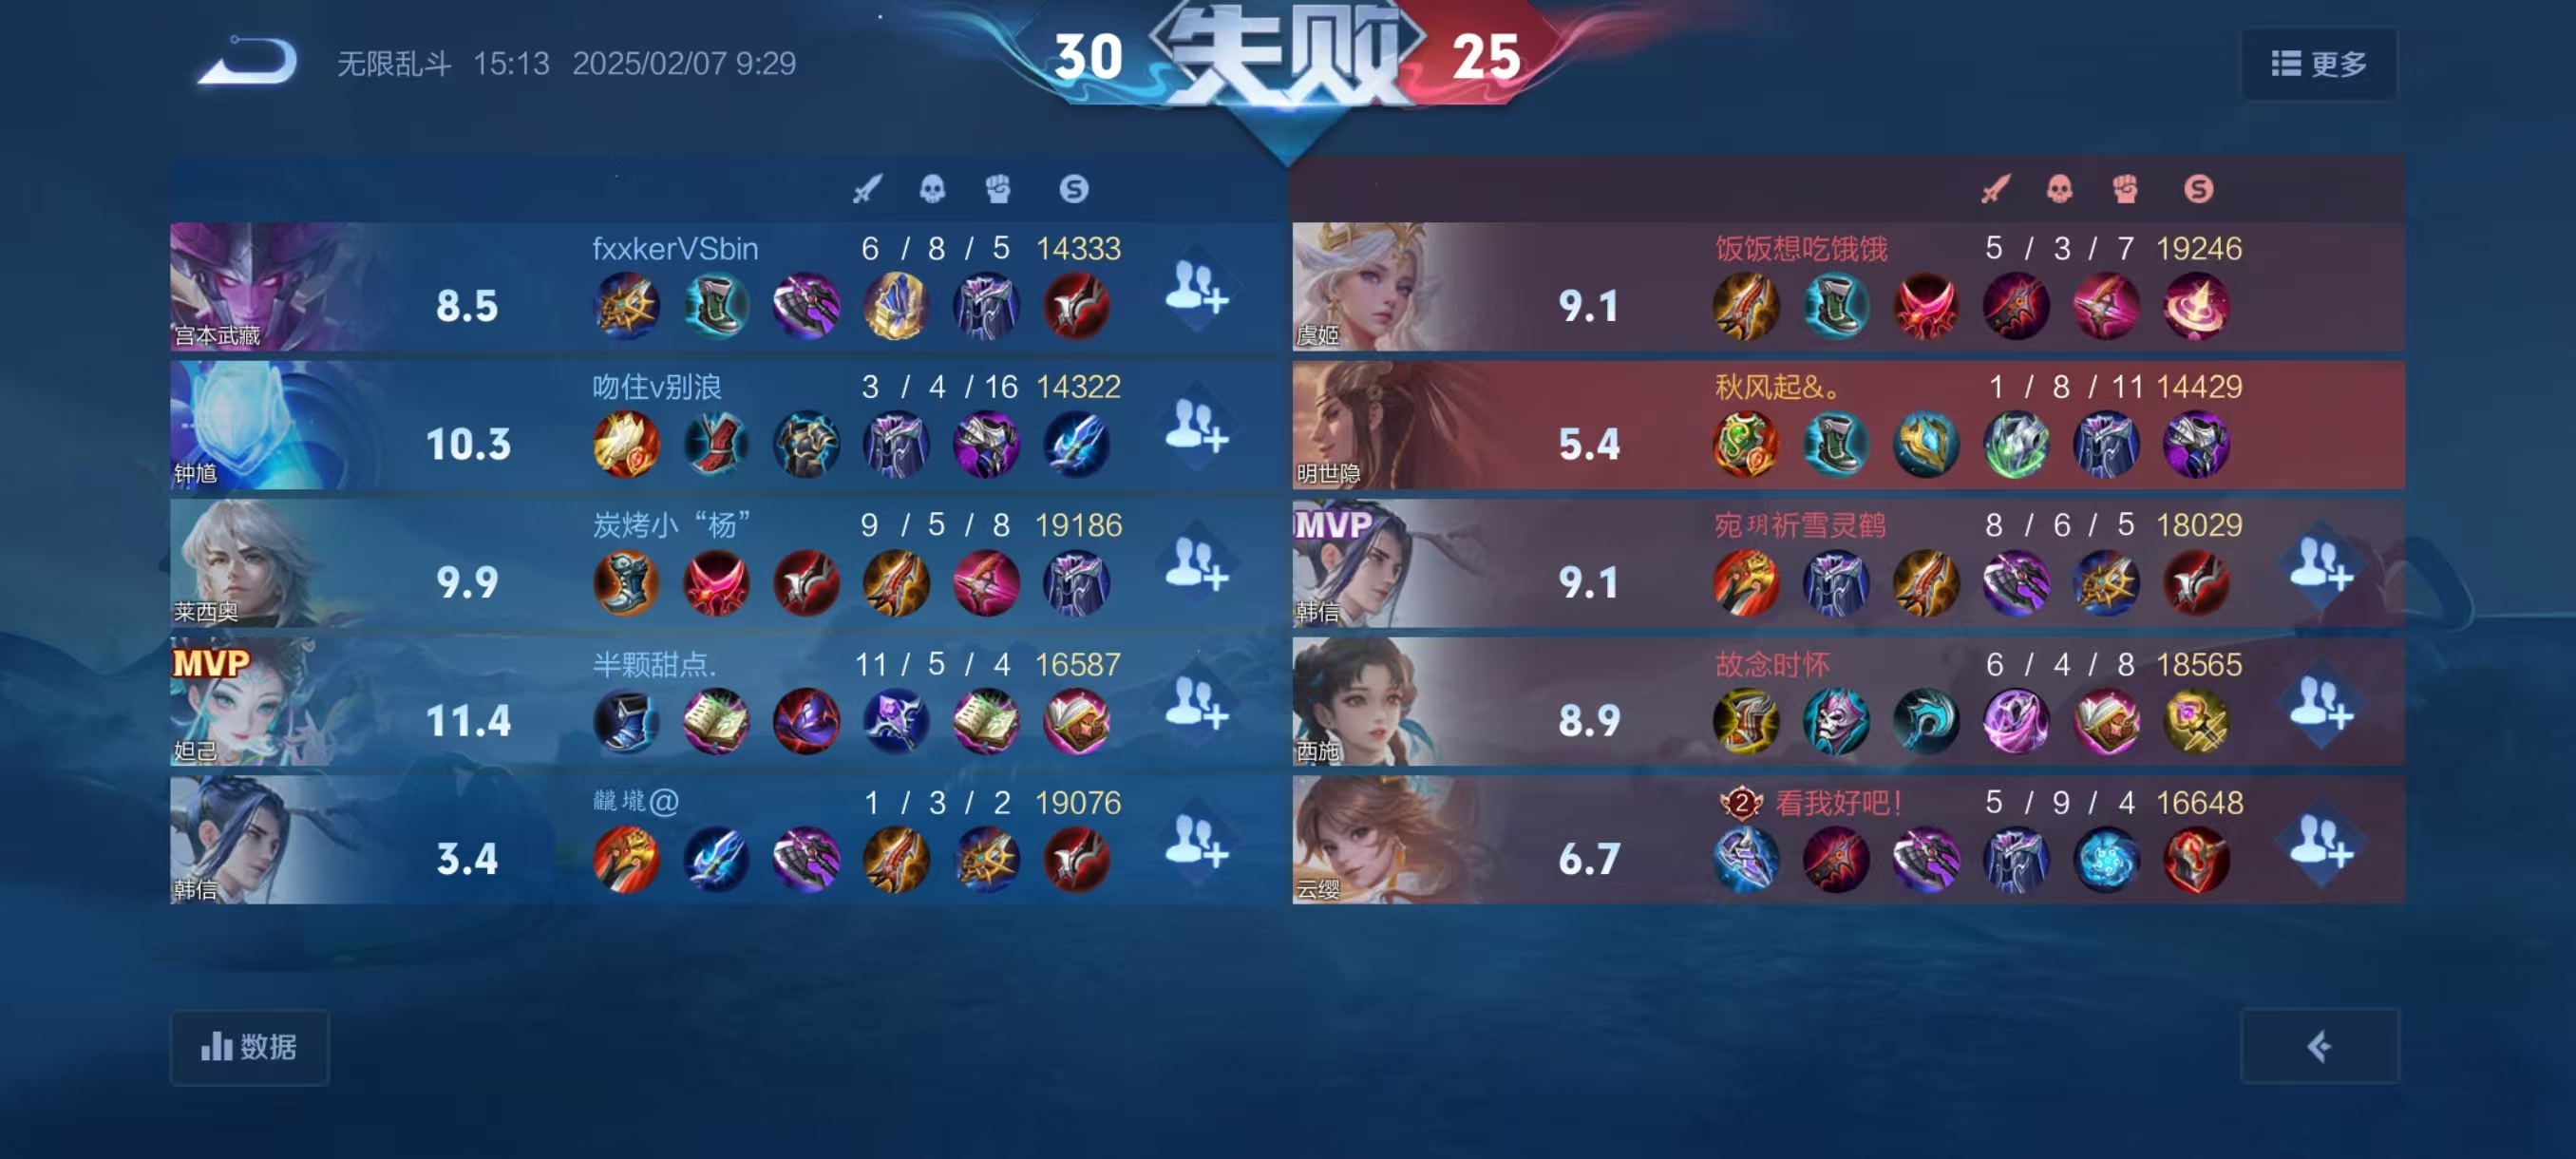 无限乱斗 15:13 2025/02/07 9:29
30 失败 25
更多
fxxkerVSbin 6 / 8 / 5 14333
8.5
宫本武藏
吻住v别浪 3 / 4 / 16 14322
10.3
钟馗
炭烤小“杨” 9 / 5 / 8 19186
9.9
莱西奥
MVP
半颗甜点. 11 / 5 / 4 16587
11.4
妲己
@ 1 / 3 / 2 19076
3.4
韩信
饭饭想吃饿饿 5 / 3 / 7 19246
9.1
虞姬
秋风起&。 1 / 8 / 11 14429
5.4
明世隐
MVP
宛玥祈雪灵鹤 8 / 6 / 5 18029
9.1
韩信
故念时怀 6 / 4 / 8 18565
8.9
西施
2 看我好吧! 5 / 9 / 4 16648
6.7
云缨
数据